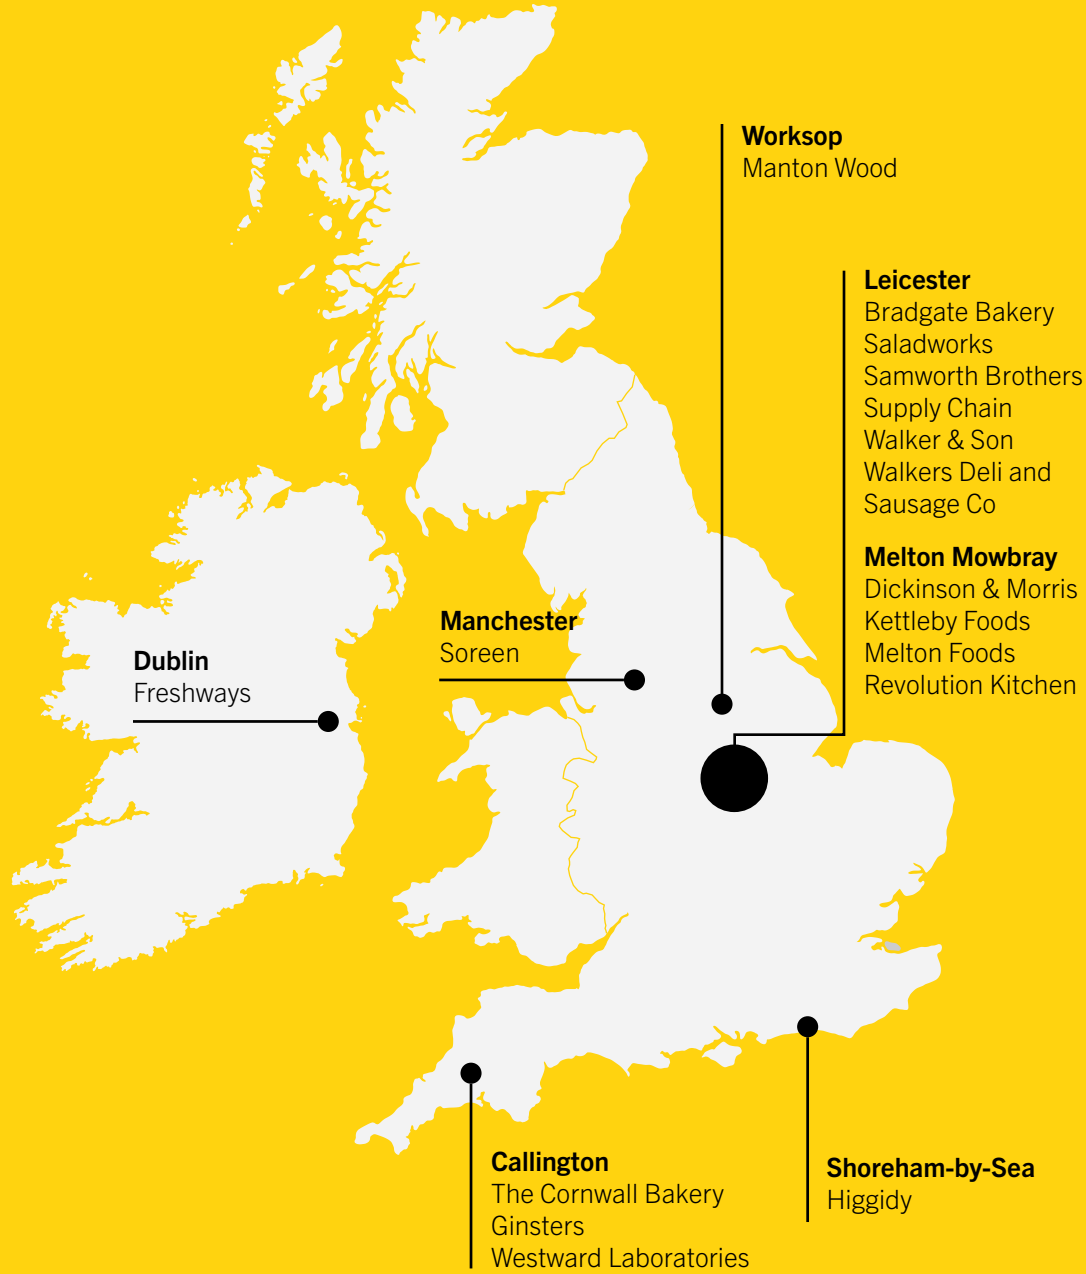 Worksop
Manton Wood
Leicester
Bradgate Bakery
Saladworks
Samworth Brothers
Supply Chain
Walker & Son
Walkers Deli and
Sausage Co
Melton Mowbray
Dickinson & Morris
Kettleby Foods
Melton Foods
Revolution Kitchen
Manchester
Soreen
Dublin
Freshways
Callington
The Cornwall Bakery
Ginsters
Westward Laboratories
Shoreham-by-Sea
Higgidy